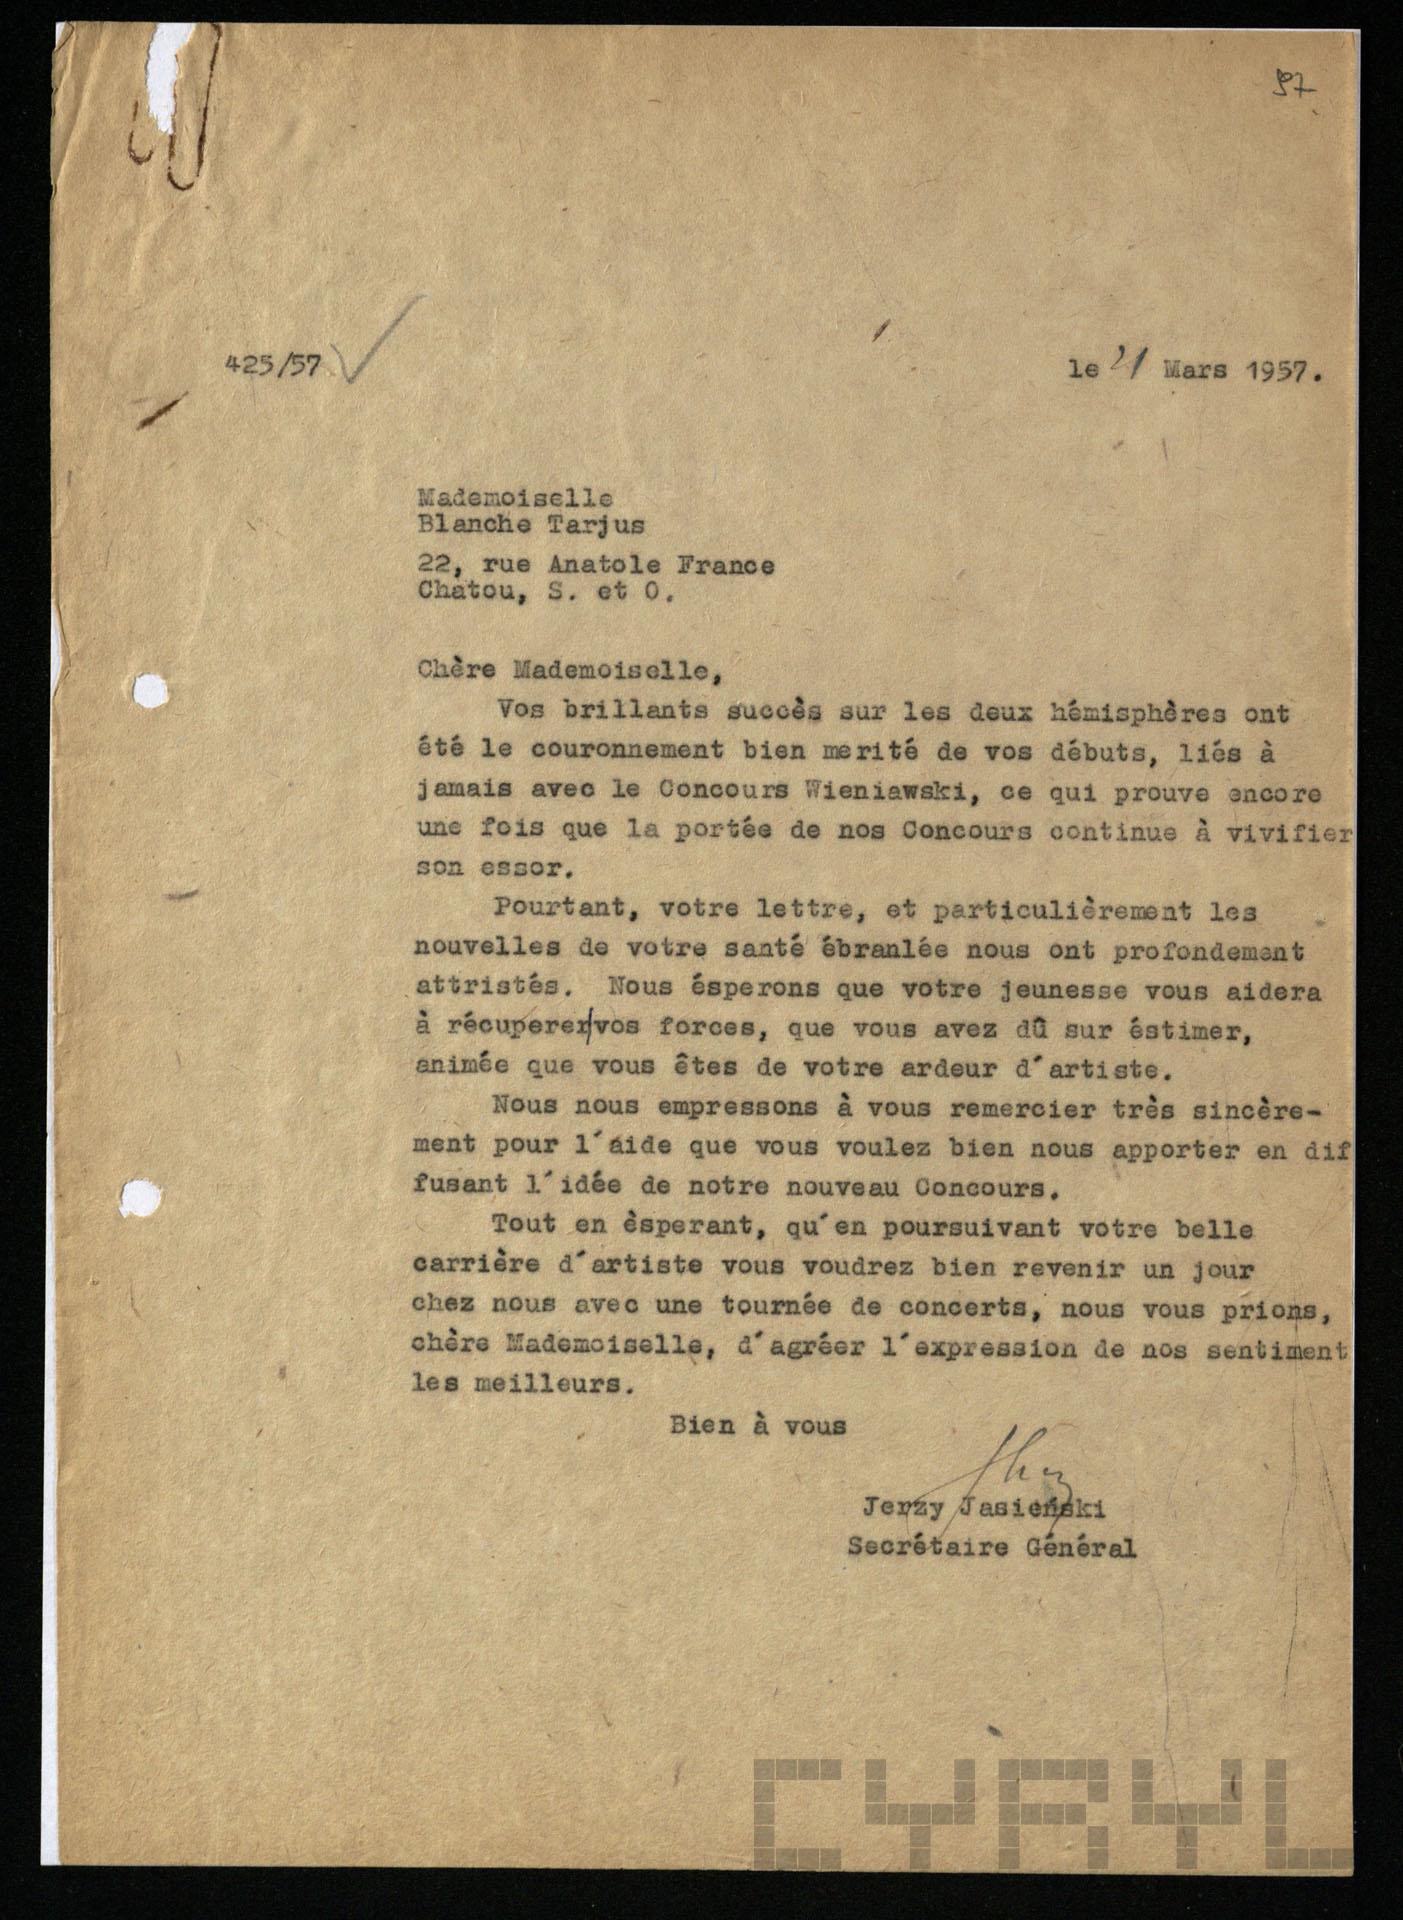 97
425/57
le 21 Mars 1957.
Mademoiselle
Blanche Tarjus
22, rue Anatole France
Chatou, S. et O.
Chère Mademoiselle,
Vos brillants succès sur les deux hémisphères ont
été le couronnement bien merité de vos débuts, liés à
jamais avec le Concours Wieniawski, ce qui prouve encore
une fois que la portée de nos Concours continue à vivifier
son essor.
Pourtant, votre lettre, et particulièrement les
nouvelles de votre santé ébranlée nous ont profondement
attristés. Nous ésperons que votre jeunesse vous aidera
à récuperer/vos forces, que vous avez dû sur éstimer,
animée que vous êtes de votre ardeur d´artiste.
Nous nous empressons à vous remercier très sincère-
ment pour l´aide que vous voulez bien nous apporter en dif
fusant l´idée de notre nouveau Concours.
Tout en èsperant, qu´en poursuivant votre belle
carrière d´artiste vous voudrez bien revenir un jour
chez nous avec une tournée de concerts, nous vous prions,
chère Mademoiselle, d´agréer l´expression de nos sentiment
les meilleurs.
Bien à vous
Jerzy Jasieński
Secrétaire Général
CYRYL